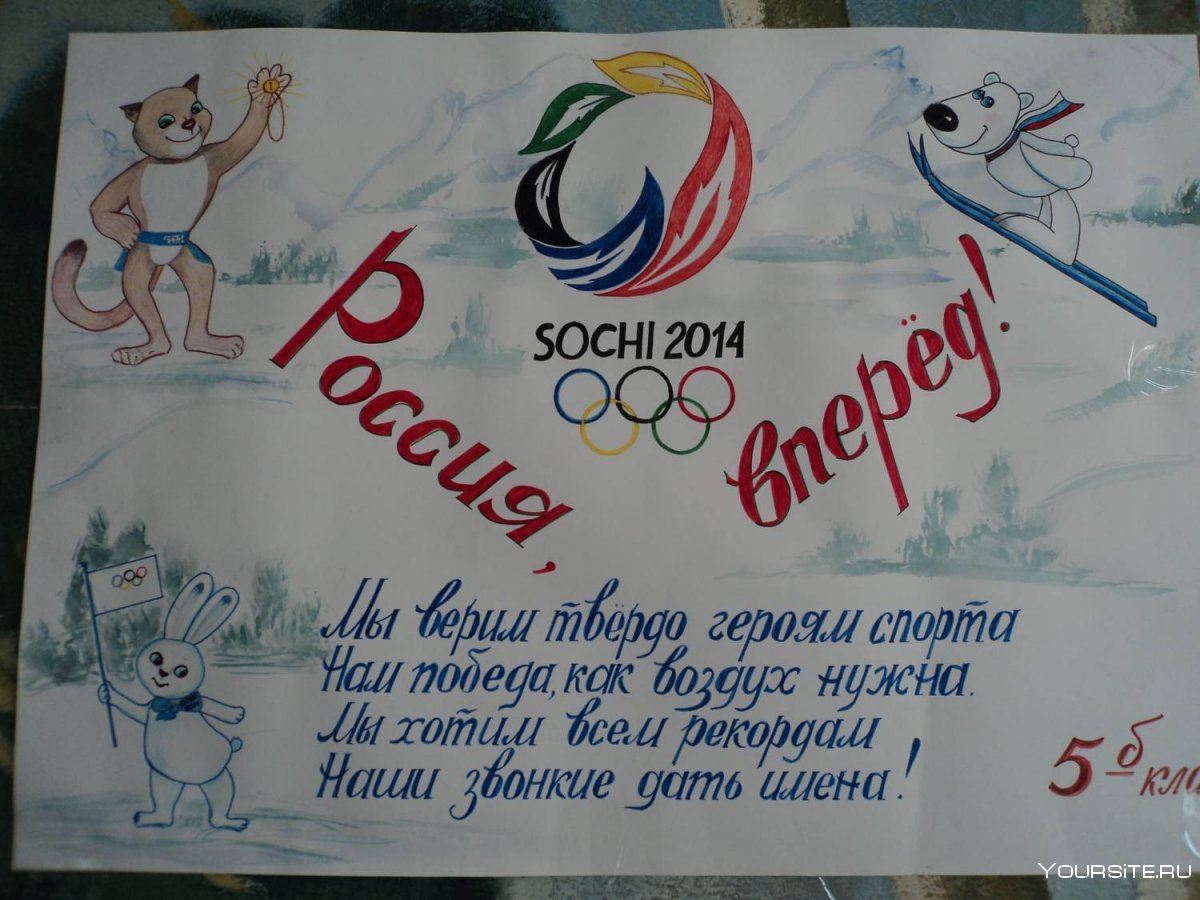 SOCHI 2014
Россия,
вперёд!
Мы верим твёрдо героям спорта
Нам победа, как воздух нужна.
Мы хотим всем рекордам
Наши звонкие дать имена!
5 б
кла
YOURSITE.RU